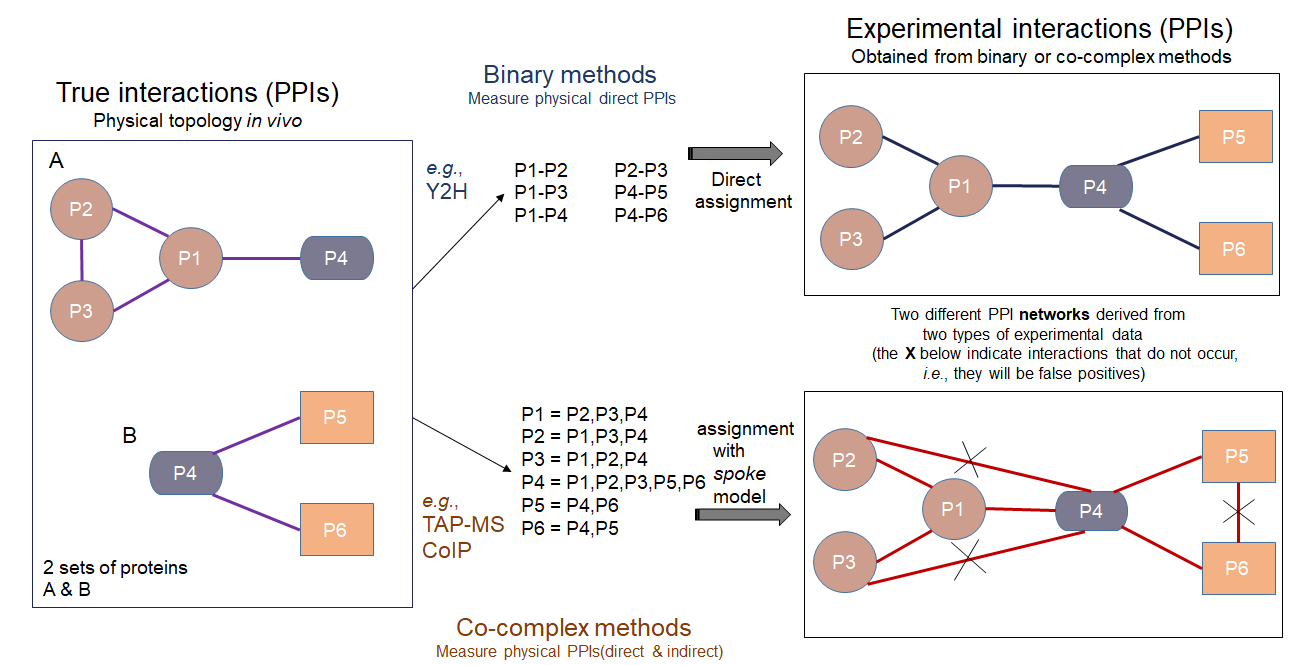 True interactions (PPIs)
Physical topology in vivo
A
P2
P1
P4
P3
B
P5
P4
P6
2 sets of proteins
A & B
Binary methods
Measure physical direct PPIs
e.g.,
Y2H
P1-P2 P2-P3
P1-P3 P4-P5
P1-P4 P4-P6
Direct
assignment
P1 = P2,P3,P4
P2 = P1,P3,P4
P3 = P1,P2,P4
P4 = P1,P2,P3,P5,P6
P5 = P4,P6
P6 = P4,P5
e.g.,
TAP-MS
CoIP
assignment
with
spoke
model
Co-complex methods
Measure physical PPIs(direct & indirect)
Experimental interactions (PPIs)
Obtained from binary or co-complex methods
P2
P5
P1
P4
P3
P6
Two different PPI networks derived from
two types of experimental data
(the X below indicate interactions that do not occur,
i.e., they will be false positives)
P2
P5
P1
P4
P3
P6